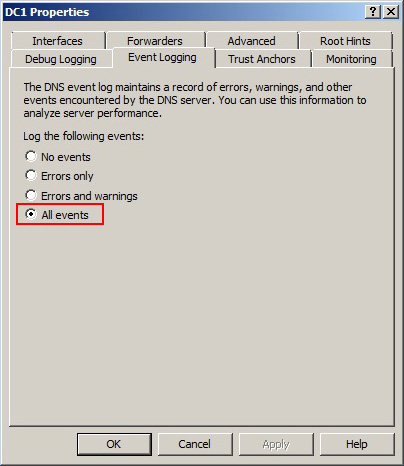 DC1 Properties
Interfaces Forwarders Advanced Root Hints
Debug Logging Event Logging Trust Anchors Monitoring
The DNS event log maintains a record of errors, warnings, and other
events encountered by the DNS server. You can use this information to
analyze server performance.
Log the following events:
No events
Errors only
Errors and warnings
All events
OK Cancel Apply Help